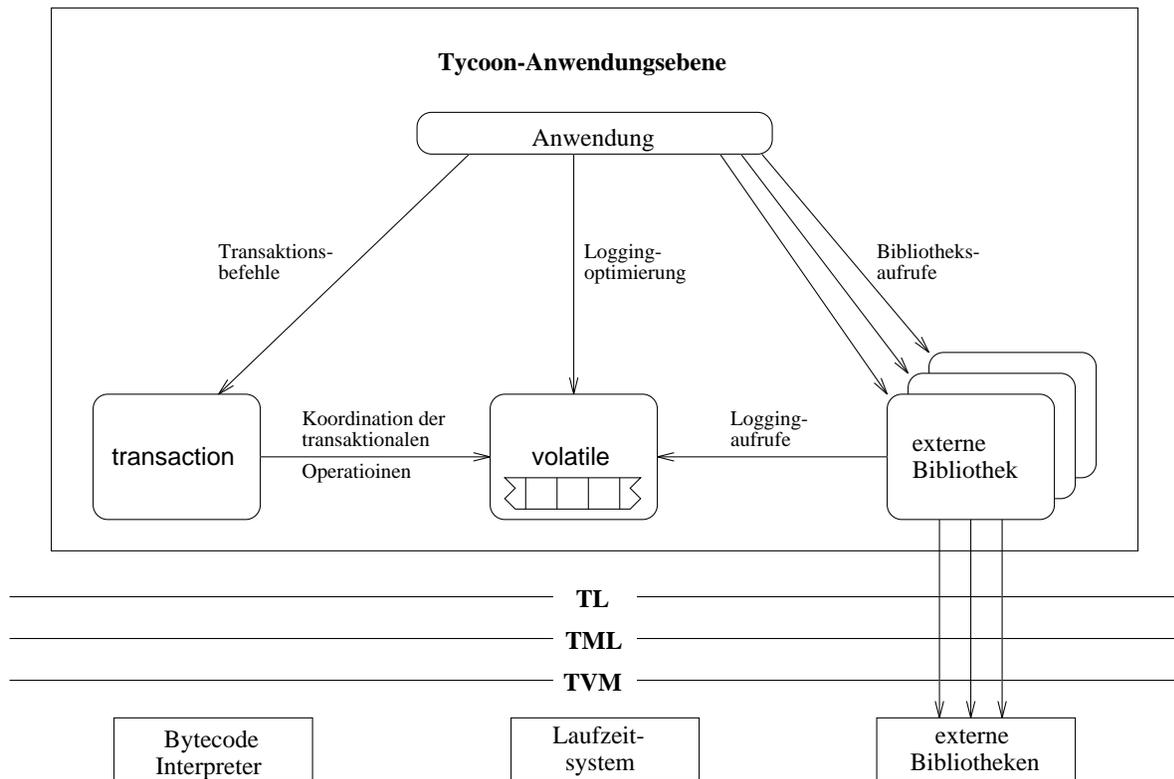 Tycoon-Anwendungsebene
Anwendung
Transaktions-
befehle
Logging-
optimierung
Bibliotheks-
aufrufe
transaction
Koordination der
transaktionalen
Operatioinen
volatile
Logging-
aufrufe
externe
Bibliothek
TL
TML
TVM
Bytecode
Interpreter
Laufzeit-
system
externe
Bibliotheken